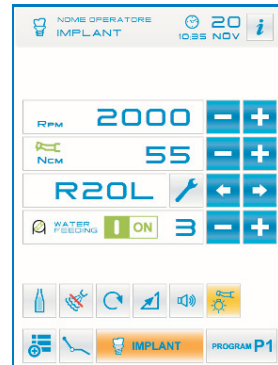 NOME OPERATORE
IMPLANT
10:35
20
NOV
i
RPM 2000 - +
NCM 55 - +
R20L
WATER FEEDING I ON 3 - +
IMPLANT
PROGRAM P1